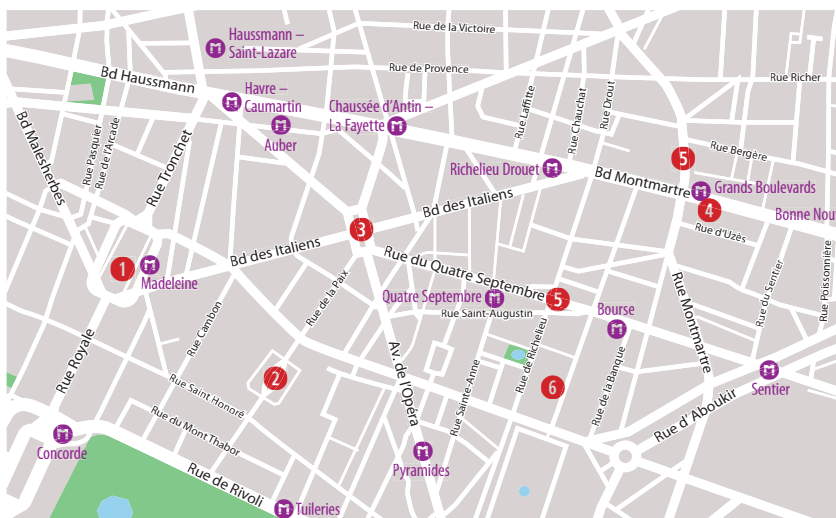 Rue de la Victoire
Haussmann –
Saint-Lazare
Rue de Provence
Rue Richer
Bd Haussmann
Havre –
Caumartin
Chaussée d'Antin –
La Fayette
Auber
Rue Laffitte
Rue Chauchat
Rue Drout
Rue Bergère
5
Bd Malesherbes
Rue Pasquier
Rue de l'Arcade
Rue Tronchet
Richelieu Drouet
Bd Montmartre
Grands Boulevards
4
Bonne Nou
Rue d'Uzès
Bd des Italiens
3
Bd des Italiens
1
Madeleine
Rue du Quatre Septembre
Rue de la Paix
Quatre Septembre
5
Rue Saint-Augustin
Bourse
Rue Montmartre
Rue du Sentier
Rue Poissonnière
Rue Royale
Rue Cambon
2
Av. de l'Opéra
Rue Sainte-Anne
Rue de Richelieu
6
Rue de la Banque
Sentier
Rue Saint Honoré
Rue du Mont Thabor
Rue d' Aboukir
Concorde
Rue de Rivoli
Pyramides
Tuileries